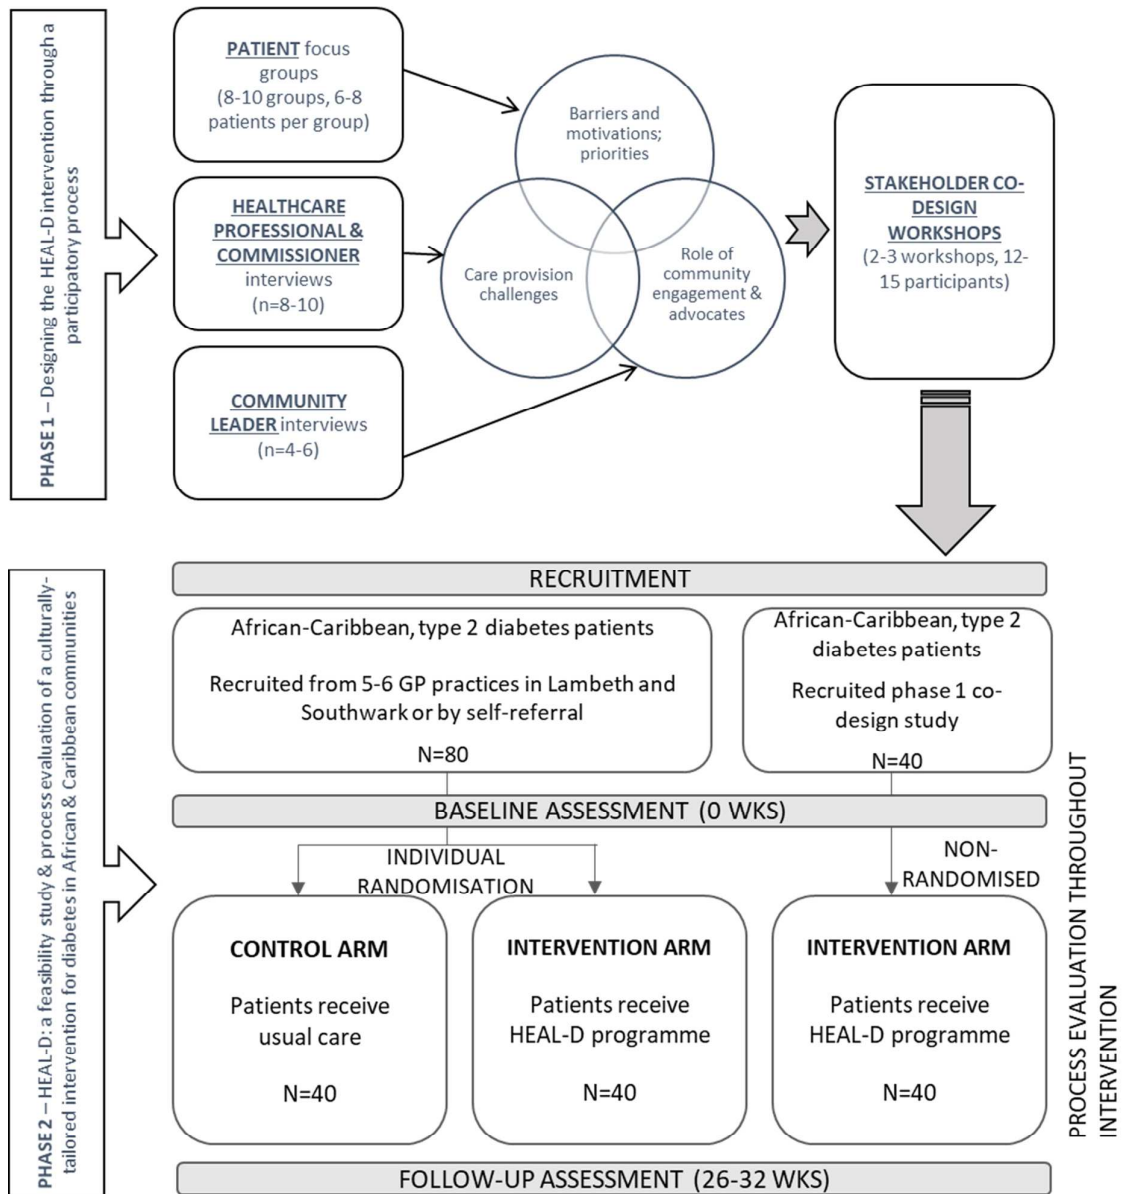 PHASE 1 – Designing the HEAL-D intervention through a
participatory process
PATIENT focus
groups
(8-10 groups, 6-8
patients per group)
HEALTHCARE
PROFESSIONAL &
COMMISSIONER
interviews
(n=8-10)
COMMUNITY
LEADER interviews
(n=4-6)
Barriers and
motivations;
priorities
Care provision
challenges
Role of
community
engagement &
advocates
STAKEHOLDER CO-
DESIGN
WORKSHOPS
(2-3 workshops, 12-
15 participants)
PHASE 2 – HEAL-D: a feasibility study & process evaluation of a culturally-
tailored intervention for diabetes in African & Caribbean communities
RECRUITMENT
African-Caribbean, type 2 diabetes patients
Recruited from 5-6 GP practices in Lambeth and
Southwark or by self-referral
N=80
African-Caribbean, type 2
diabetes patients
Recruited phase 1 co-
design study
N=40
BASELINE ASSESSMENT (0 WKS)
INDIVIDUAL
RANDOMISATION
NON-
RANDOMISED
CONTROL ARM
Patients receive
usual care
N=40
INTERVENTION ARM
Patients receive
HEAL-D programme
N=40
INTERVENTION ARM
Patients receive
HEAL-D programme
N=40
PROCESS EVALUATION THROUGHOUT
INTERVENTION
FOLLOW-UP ASSESSMENT (26-32 WKS)